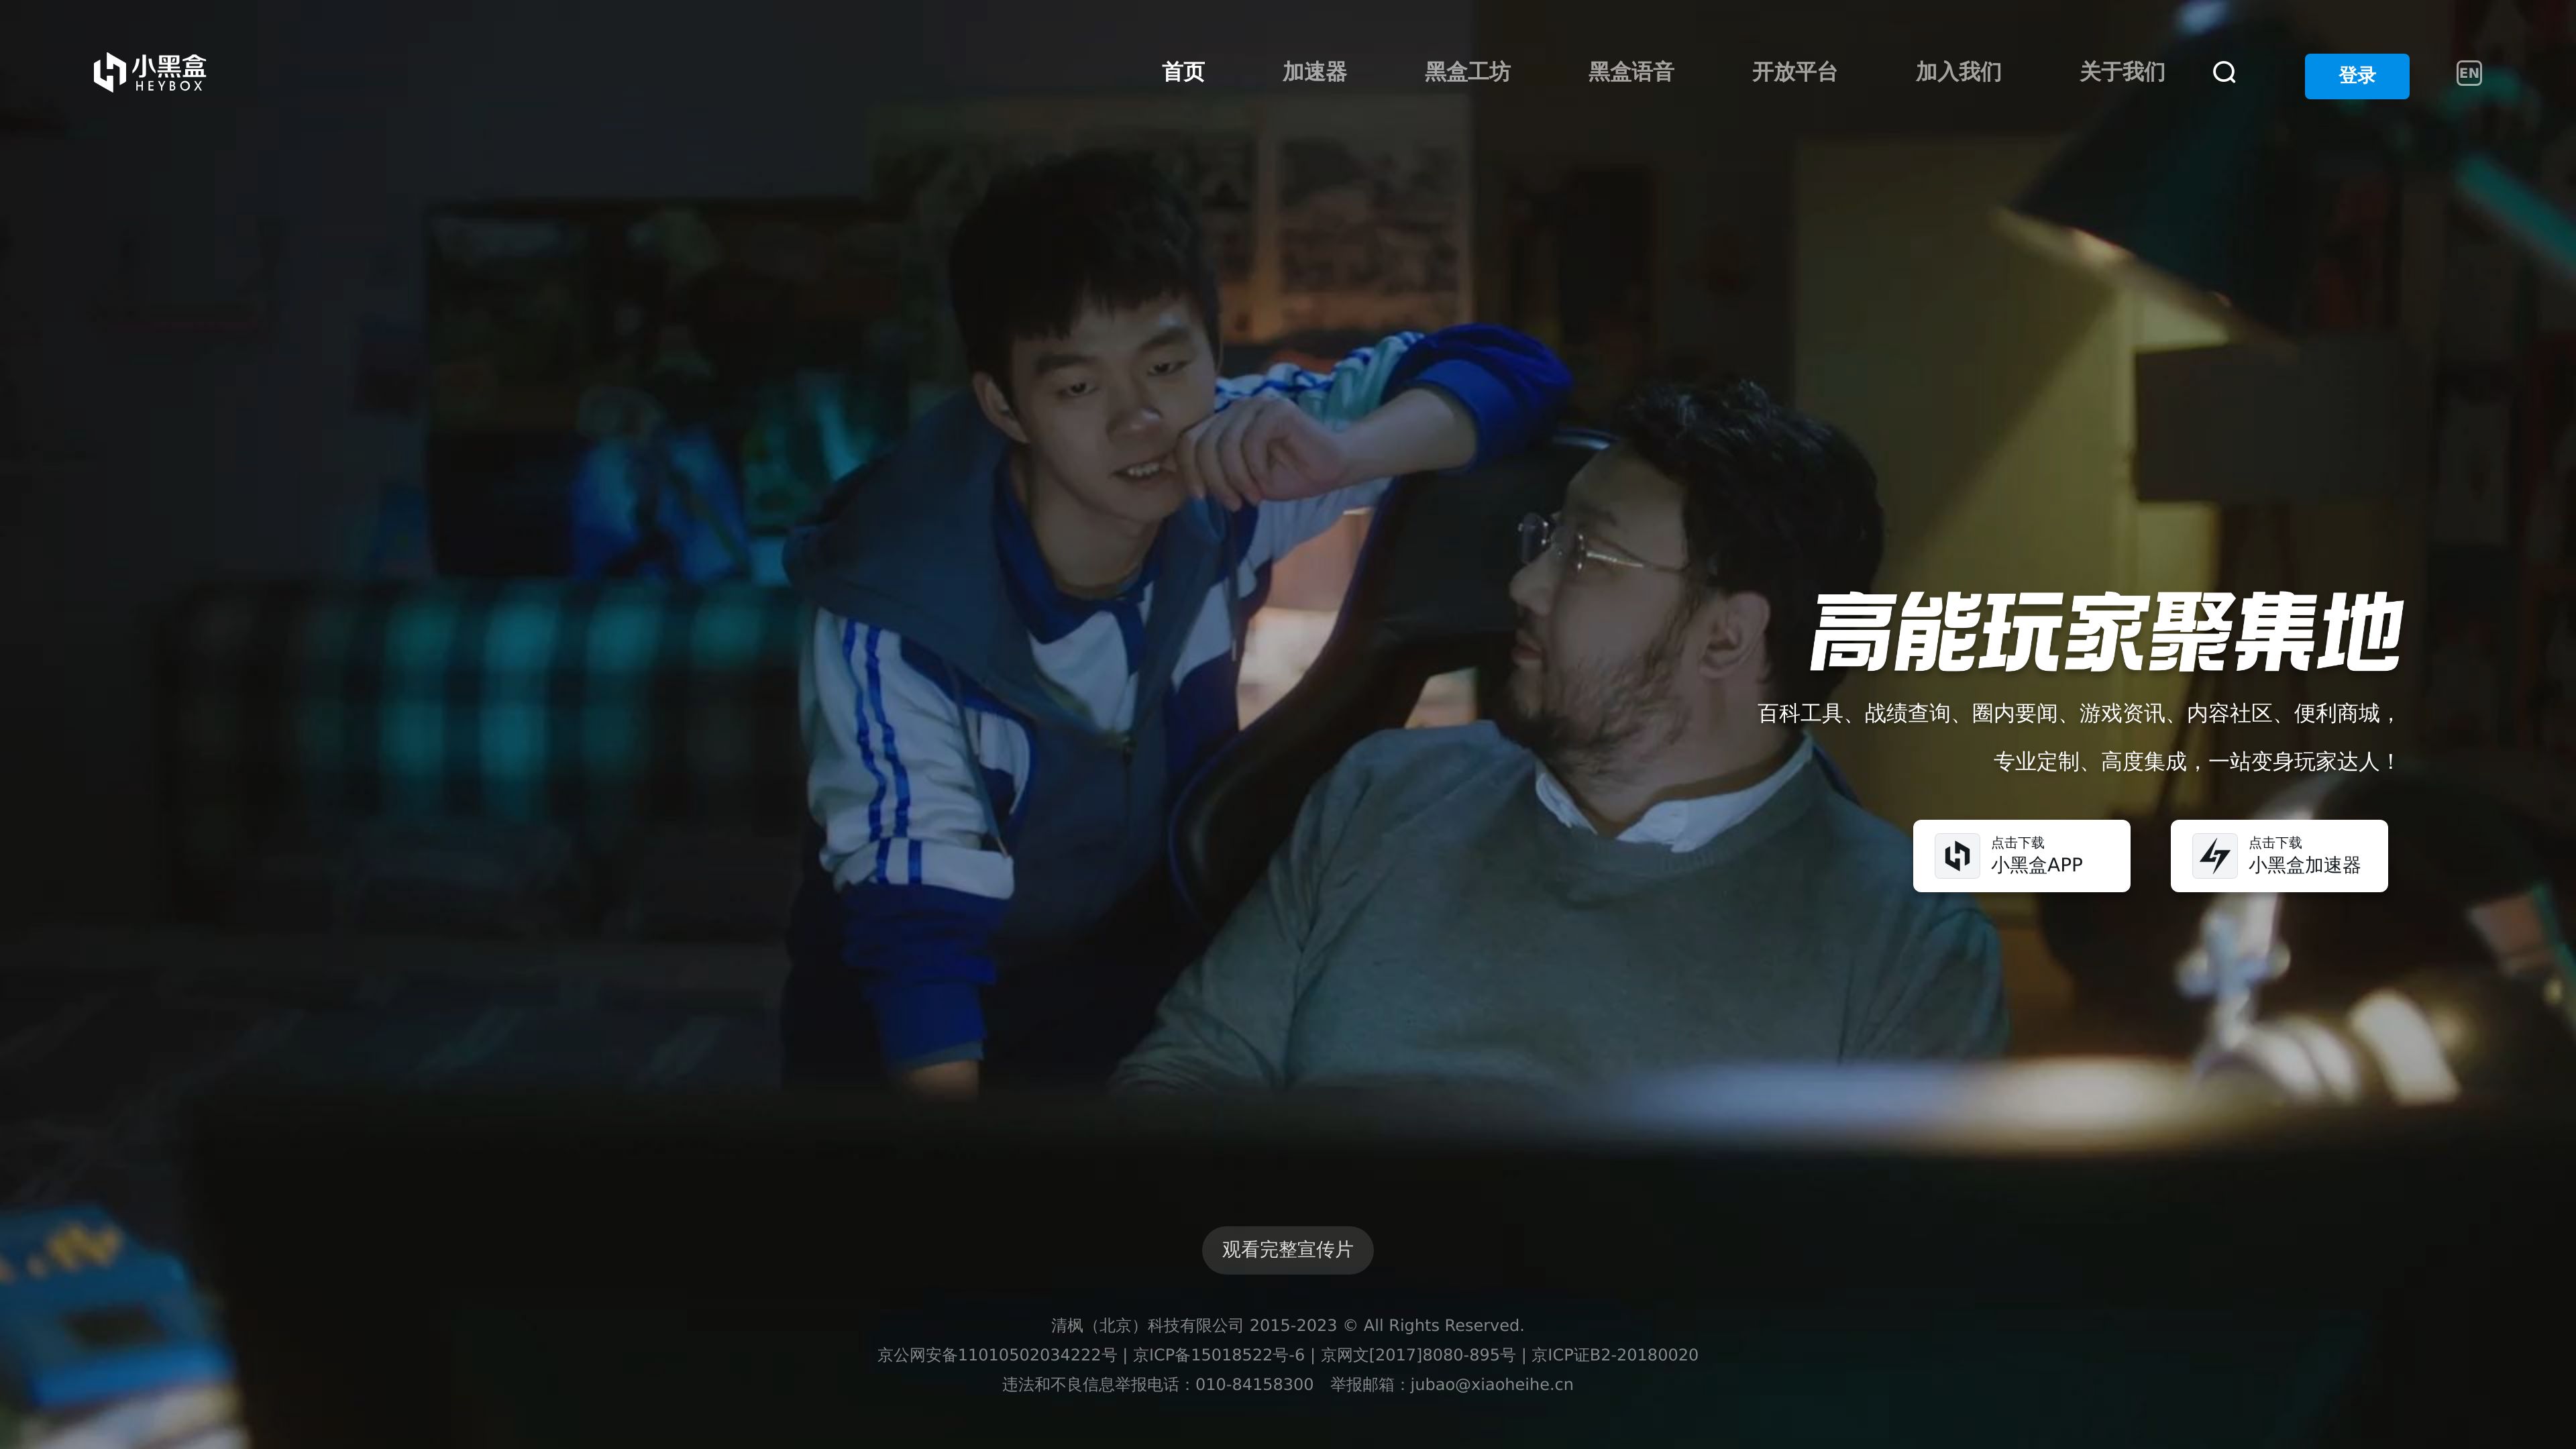 小黑盒
HEYBOX
首页 加速器 黑盒工坊 黑盒语音 开放平台 加入我们 关于我们 登录 EN
高能玩家聚集地
百科工具、战绩查询、圈内要闻、游戏资讯、内容社区、便利商城，
专业定制、高度集成，一站变身玩家达人！
点击下载
小黑盒APP
点击下载
小黑盒加速器
观看完整宣传片
清枫（北京）科技有限公司 2015-2023 © All Rights Reserved.
京公网安备11010502034222号 | 京ICP备15018522号-6 | 京网文[2017]8080-895号 | 京ICP证B2-20180020
违法和不良信息举报电话：010-84158300 举报邮箱：jubao@xiaoheihe.cn